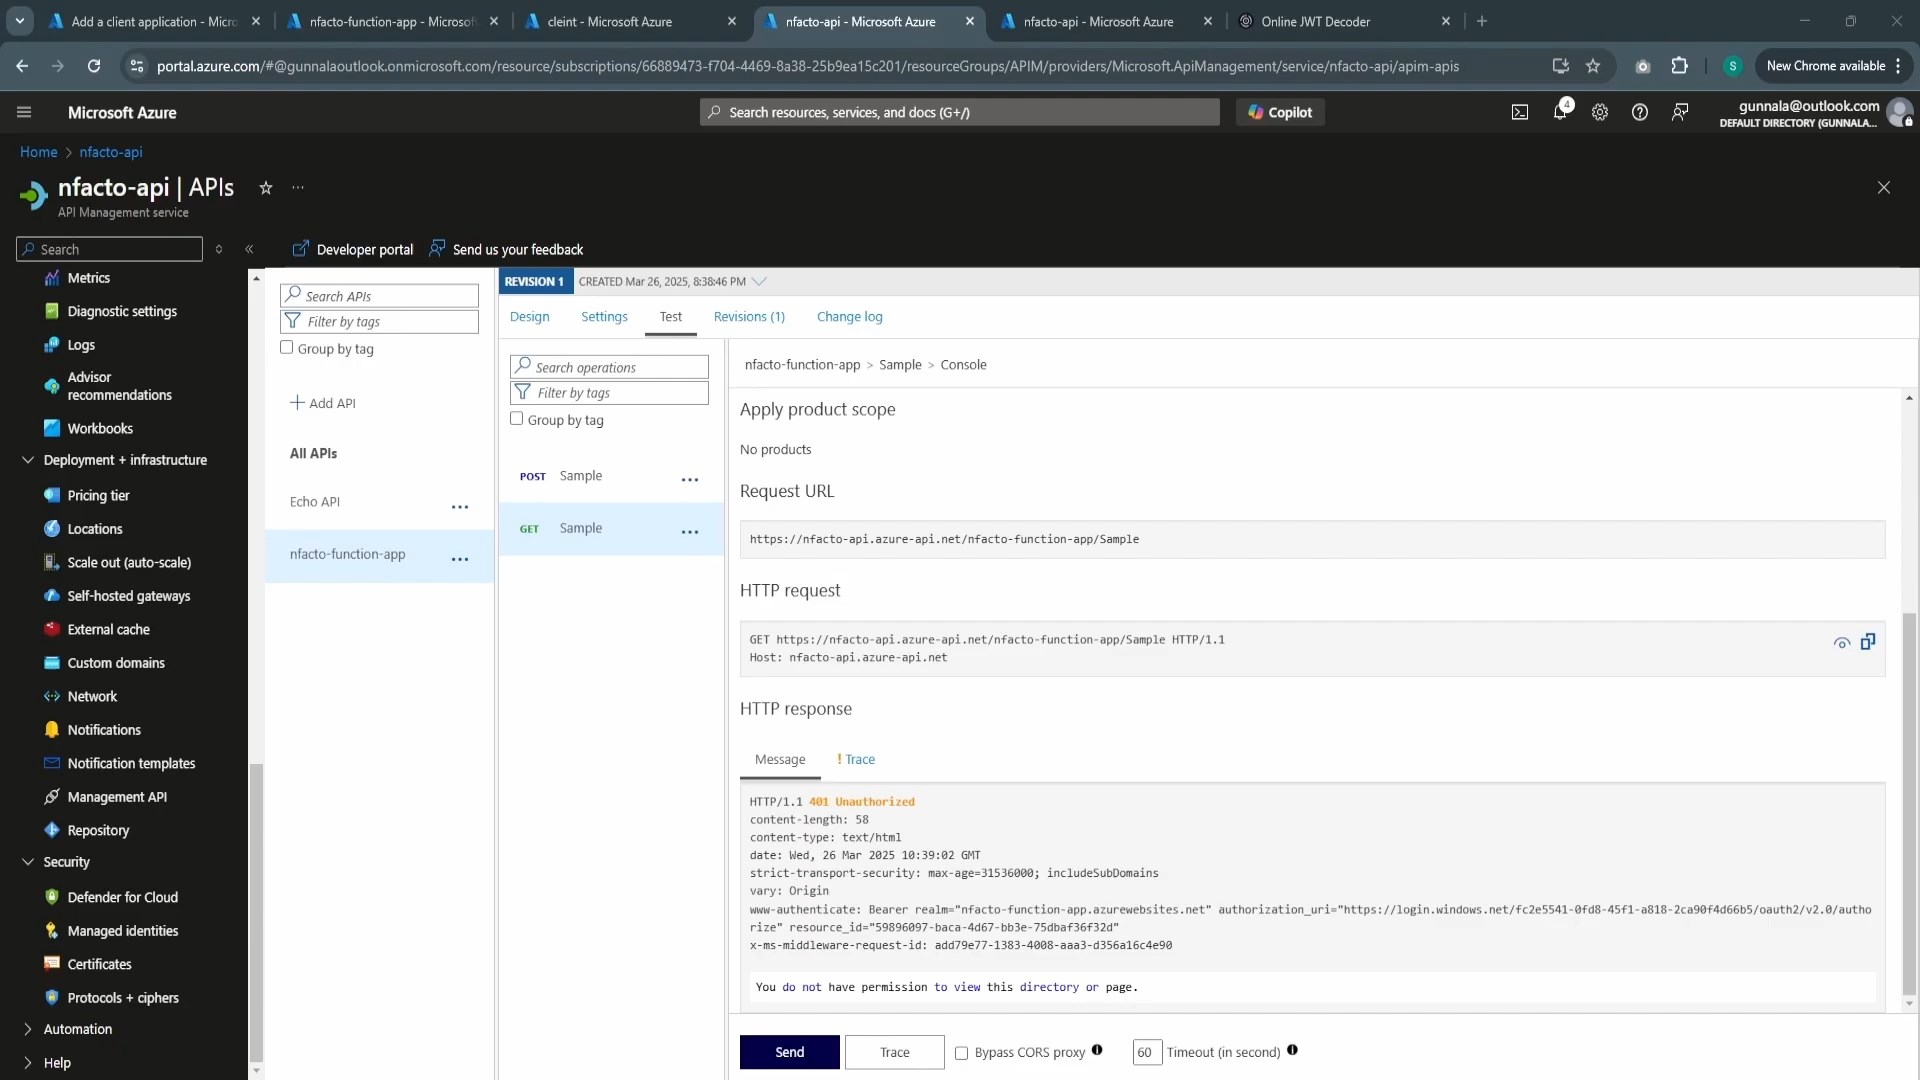 Add a client application - Micro
nfacto-function-app - Microsof
cleint - Microsoft Azure
nfacto-api - Microsoft Azure
nfacto-api - Microsoft Azure
Online JWT Decoder
portal.azure.com/#@gunnalaoutlook.onmicrosoft.com/resource/subscriptions/66889473-f704-4469-8a38-25b9ea15c201/resourceGroups/APIM/providers/Microsoft.ApiManagement/service/nfacto-api/apim-apis
S
New Chrome available
Microsoft Azure
Search resources, services, and docs (G+/)
Copilot
4
gunnala@outlook.com
DEFAULT DIRECTORY (GUNNALA...
Home > nfacto-api
nfacto-api | APIs
API Management service
Search
Developer portal
Send us your feedback
Metrics
Diagnostic settings
Logs
Advisor
recommendations
Workbooks
Deployment + infrastructure
Pricing tier
Locations
Scale out (auto-scale)
Self-hosted gateways
External cache
Custom domains
Network
Notifications
Notification templates
Management API
Repository
Security
Defender for Cloud
Managed identities
Certificates
Protocols + ciphers
Automation
Help
Search APIs
Filter by tags
Group by tag
Add API
All APIs
Echo API
nfacto-function-app
REVISION 1
CREATED Mar 26, 2025, 8:38:46 PM
Design
Settings
Test
Revisions (1)
Change log
Search operations
Filter by tags
Group by tag
POST Sample
GET Sample
nfacto-function-app > Sample > Console
Apply product scope
No products
Request URL
https://nfacto-api.azure-api.net/nfacto-function-app/Sample
HTTP request
GET https://nfacto-api.azure-api.net/nfacto-function-app/Sample HTTP/1.1
Host: nfacto-api.azure-api.net
HTTP response
Message
! Trace
HTTP/1.1 401 Unauthorized
content-length: 58
content-type: text/html
date: Wed, 26 Mar 2025 10:39:02 GMT
strict-transport-security: max-age=31536000; includeSubDomains
vary: Origin
www-authenticate: Bearer realm="nfacto-function-app.azurewebsites.net" authorization_uri="https://login.windows.net/fc2e5541-0fd8-45f1-a818-2ca90f4d66b5/oauth2/v2.0/autho
rize" resource_id="59896097-baca-4d67-bb3e-75dbaf36f32d"
x-ms-middleware-request-id: add79e77-1383-4008-aaa3-d356a16c4e90
You do not have permission to view this directory or page.
Send
Trace
Bypass CORS proxy
60
Timeout (in second)